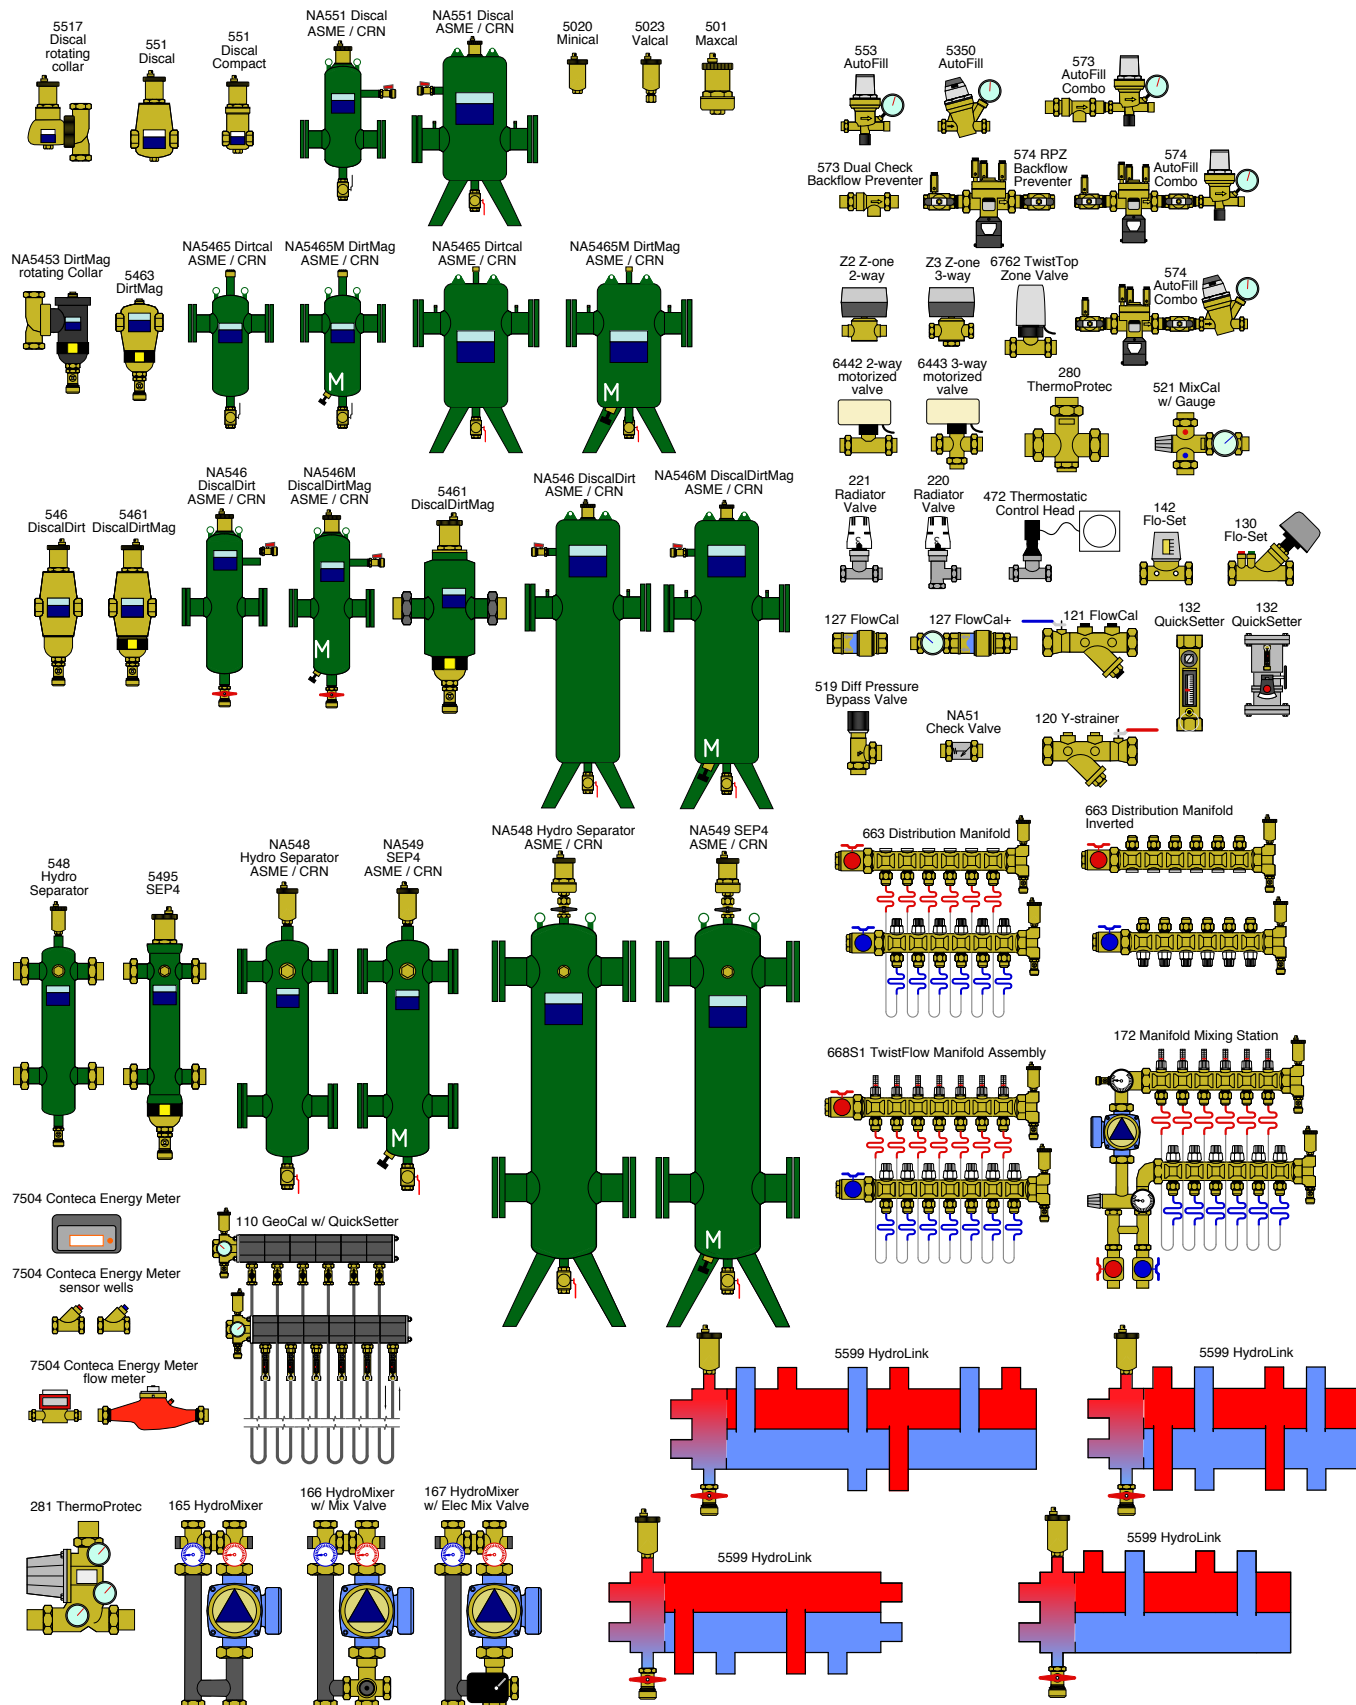 5517
Discal
rotating
collar
551
Discal
551
Discal
Compact
NA551 Discal
ASME / CRN
NA551 Discal
ASME / CRN
5020
Minical
5023
Valcal
501
Maxcal
553
AutoFill
5350
AutoFill
573
AutoFill
Combo
573 Dual Check
Backflow Preventer
574 RPZ
Backflow
Preventer
574
AutoFill
Combo
NA5453 DirtMag
rotating Collar
5463
DirtMag
NA5465 Dirtcal
ASME / CRN
NA5465M DirtMag
ASME / CRN
M
NA5465 Dirtcal
ASME / CRN
NA5465M DirtMag
ASME / CRN
M
Z2 Z-one
2-way
Z3 Z-one
3-way
6762 TwistTop
Zone Valve
574
AutoFill
Combo
6442 2-way
motorized
valve
6443 3-way
motorized
valve
280
ThermoProtec
521 MixCal
w/ Gauge
546
DiscalDirt
5461
DiscalDirtMag
NA546
DiscalDirt
ASME / CRN
NA546M
DiscalDirtMag
ASME / CRN
M
5461
DiscalDirtMag
NA546 DiscalDirt
ASME / CRN
NA546M DiscalDirtMag
ASME / CRN
M
221
Radiator
Valve
220
Radiator
Valve
472 Thermostatic
Control Head
142
Flo-Set
130
Flo-Set
127 FlowCal
127 FlowCal+
121 FlowCal
132
QuickSetter
132
QuickSetter
519 Diff Pressure
Bypass Valve
NA51
Check Valve
120 Y-strainer
548
Hydro
Separator
5495
SEP4
NA548
Hydro Separator
ASME / CRN
NA549
SEP4
ASME / CRN
M
NA548 Hydro Separator
ASME / CRN
NA549 SEP4
ASME / CRN
M
663 Distribution Manifold
663 Distribution Manifold
Inverted
668S1 TwistFlow Manifold Assembly
172 Manifold Mixing Station
7504 Conteca Energy Meter
7504 Conteca Energy Meter
sensor wells
7504 Conteca Energy Meter
flow meter
110 GeoCal w/ QuickSetter
5599 HydroLink
5599 HydroLink
281 ThermoProtec
165 HydroMixer
166 HydroMixer
w/ Mix Valve
167 HydroMixer
w/ Elec Mix Valve
5599 HydroLink
5599 HydroLink